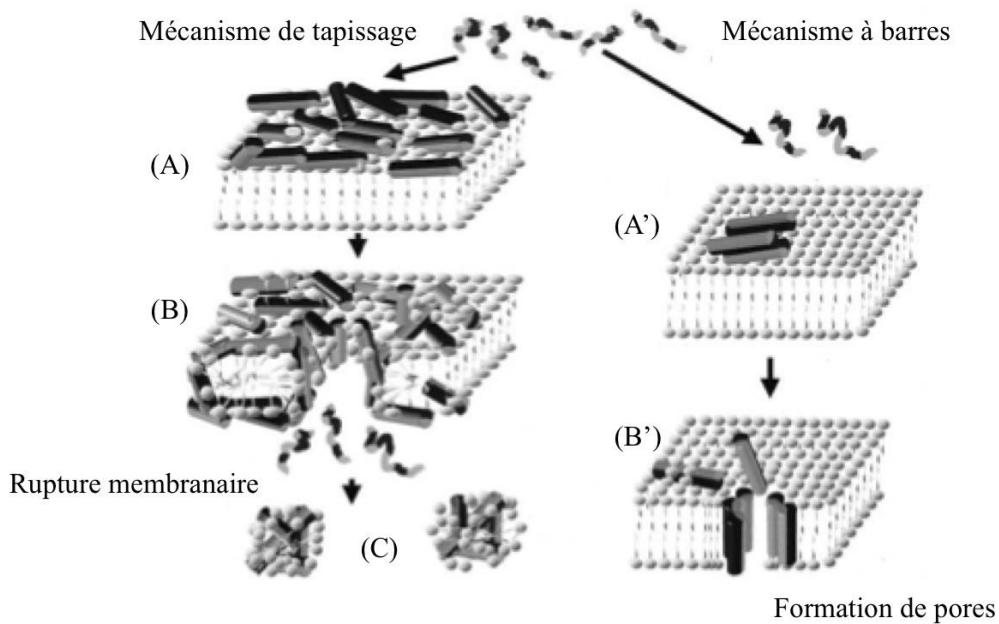 Mécanisme de tapissage
Mécanisme à barres
(A)
(A’)
(B)
(B’)
Rupture membranaire
(C)
Formation de pores